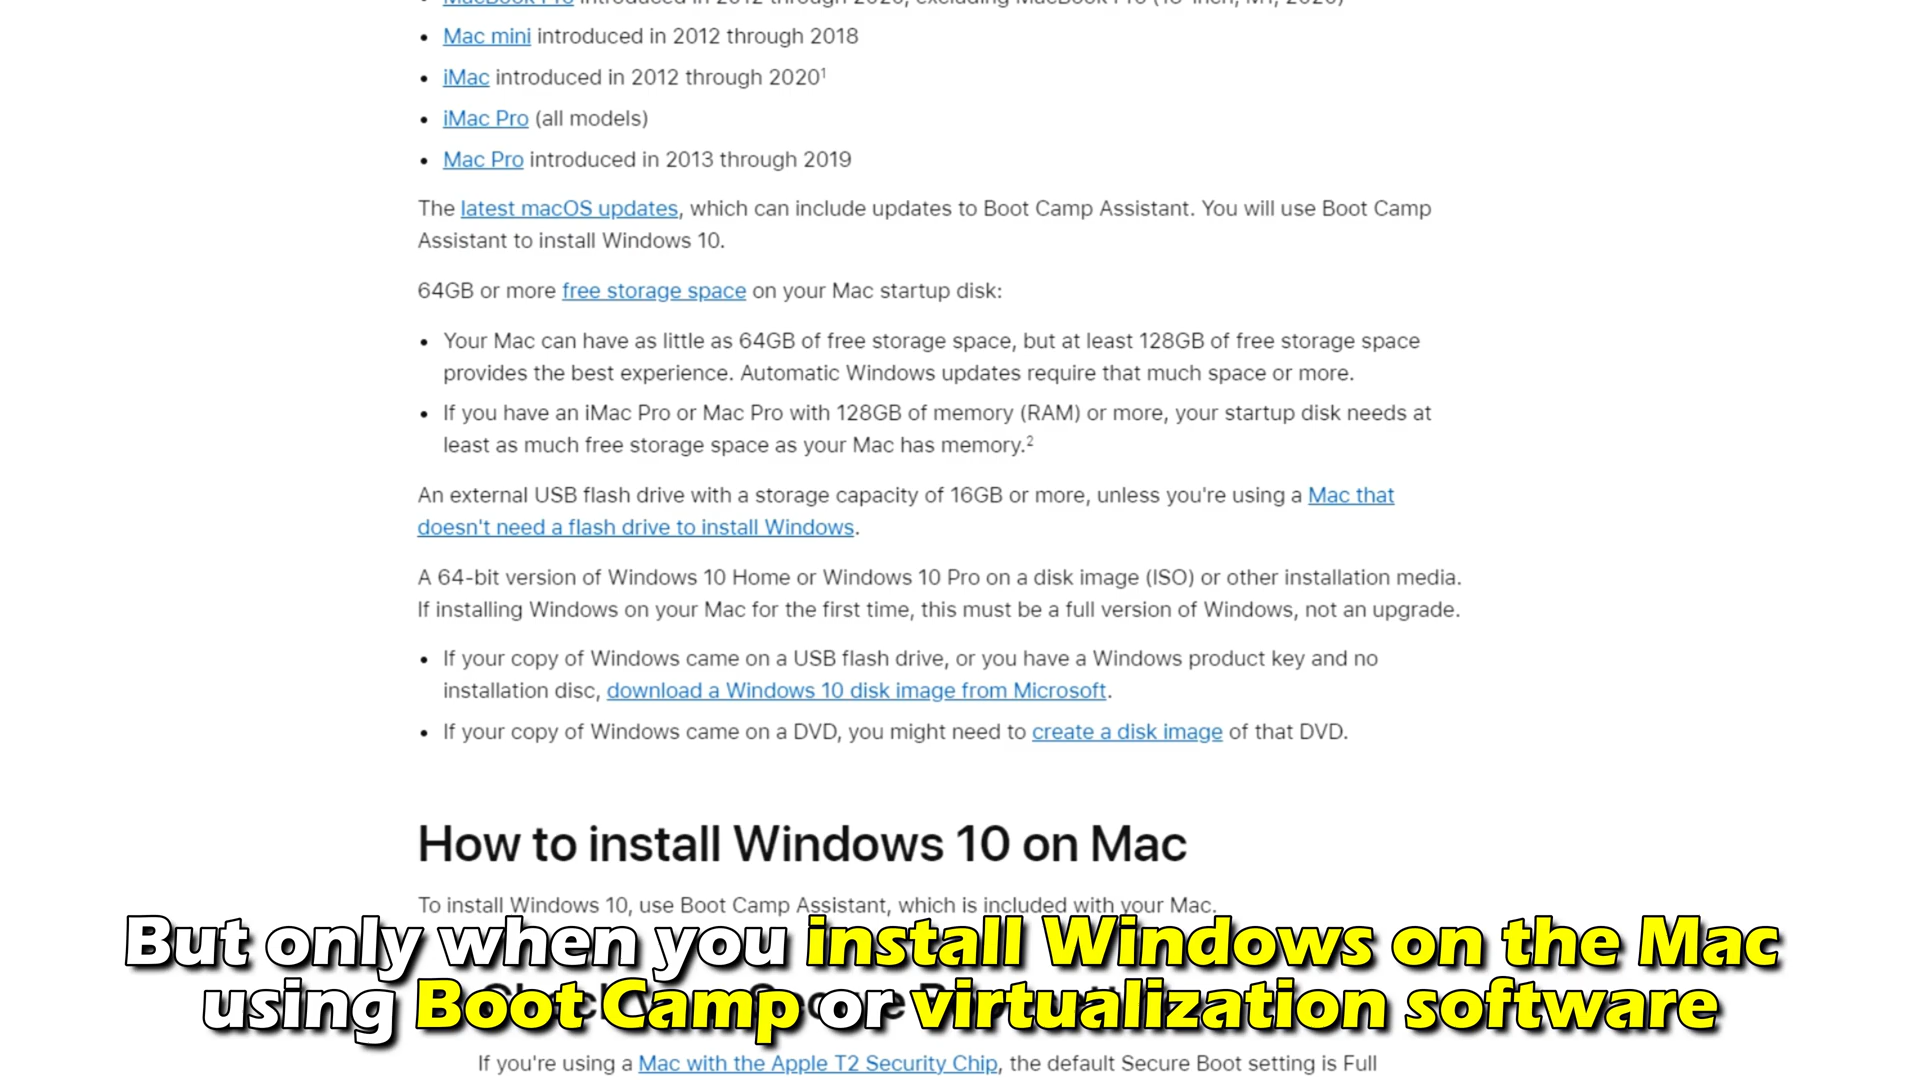 MacBook Pro introduced in 2012 through 2020, excluding MacBook Pro (13-inch, M1, 2020)
• Mac mini introduced in 2012 through 2018
• iMac introduced in 2012 through 2020¹
• iMac Pro (all models)
• Mac Pro introduced in 2013 through 2019
The latest macOS updates, which can include updates to Boot Camp Assistant. You will use Boot Camp
Assistant to install Windows 10.
64GB or more free storage space on your Mac startup disk:
• Your Mac can have as little as 64GB of free storage space, but at least 128GB of free storage space
provides the best experience. Automatic Windows updates require that much space or more.
• If you have an iMac Pro or Mac Pro with 128GB of memory (RAM) or more, your startup disk needs at
least as much free storage space as your Mac has memory.²
An external USB flash drive with a storage capacity of 16GB or more, unless you're using a Mac that
doesn't need a flash drive to install Windows.
A 64-bit version of Windows 10 Home or Windows 10 Pro on a disk image (ISO) or other installation media.
If installing Windows on your Mac for the first time, this must be a full version of Windows, not an upgrade.
• If your copy of Windows came on a USB flash drive, or you have a Windows product key and no
installation disc, download a Windows 10 disk image from Microsoft.
• If your copy of Windows came on a DVD, you might need to create a disk image of that DVD.
How to install Windows 10 on Mac
To install Windows 10, use Boot Camp Assistant, which is included with your Mac.
But only when you install Windows on the Mac
using Boot Camp or virtualization software
If you're using a Mac with the Apple T2 Security Chip, the default Secure Boot setting is Full